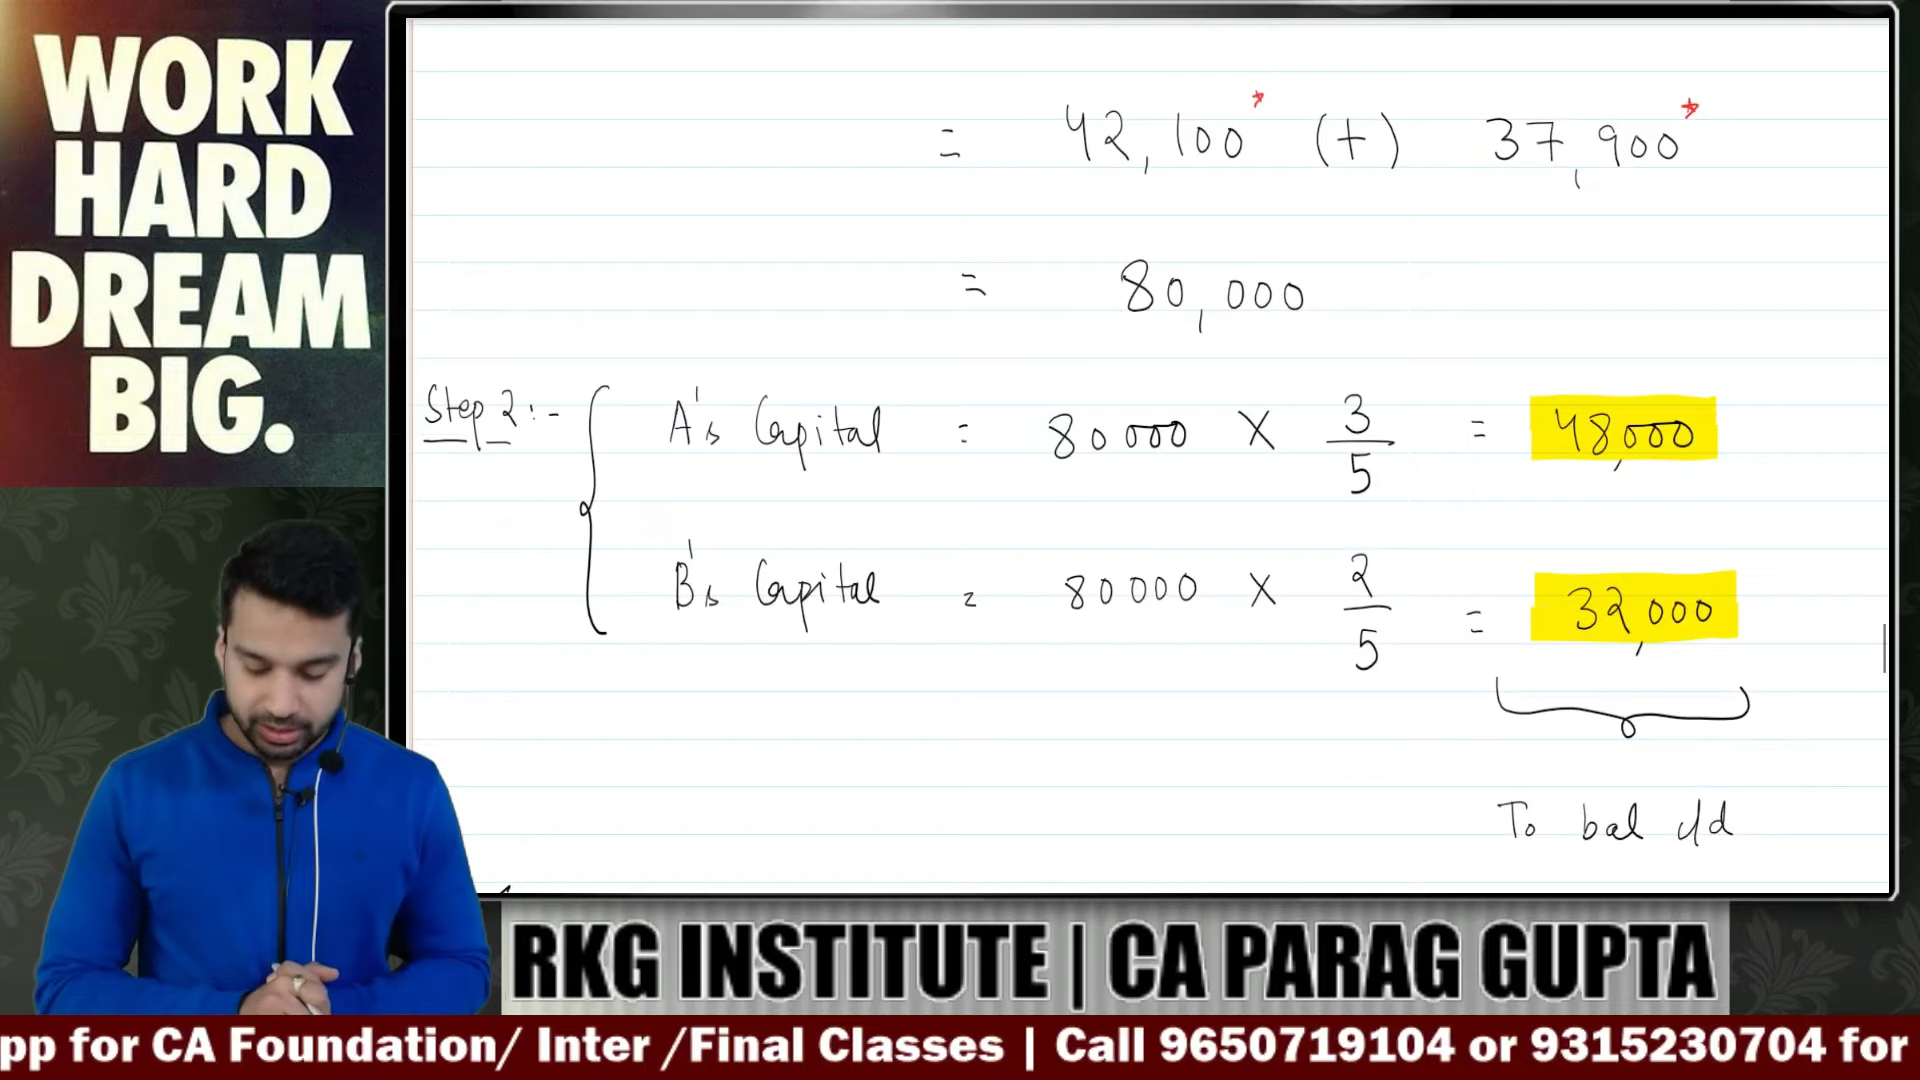 WORK
HARD
DREAM
BIG.
= 42,100* (+) 37,900*
= 80,000
Step 2:- A's Capital = 80000 X 3/5 = 48,000
B's Capital = 80000 X 2/5 = 32,000
To bal c/d
RKG INSTITUTE | CA PARAG GUPTA
pp for CA Foundation/ Inter /Final Classes | Call 9650719104 or 9315230704 for